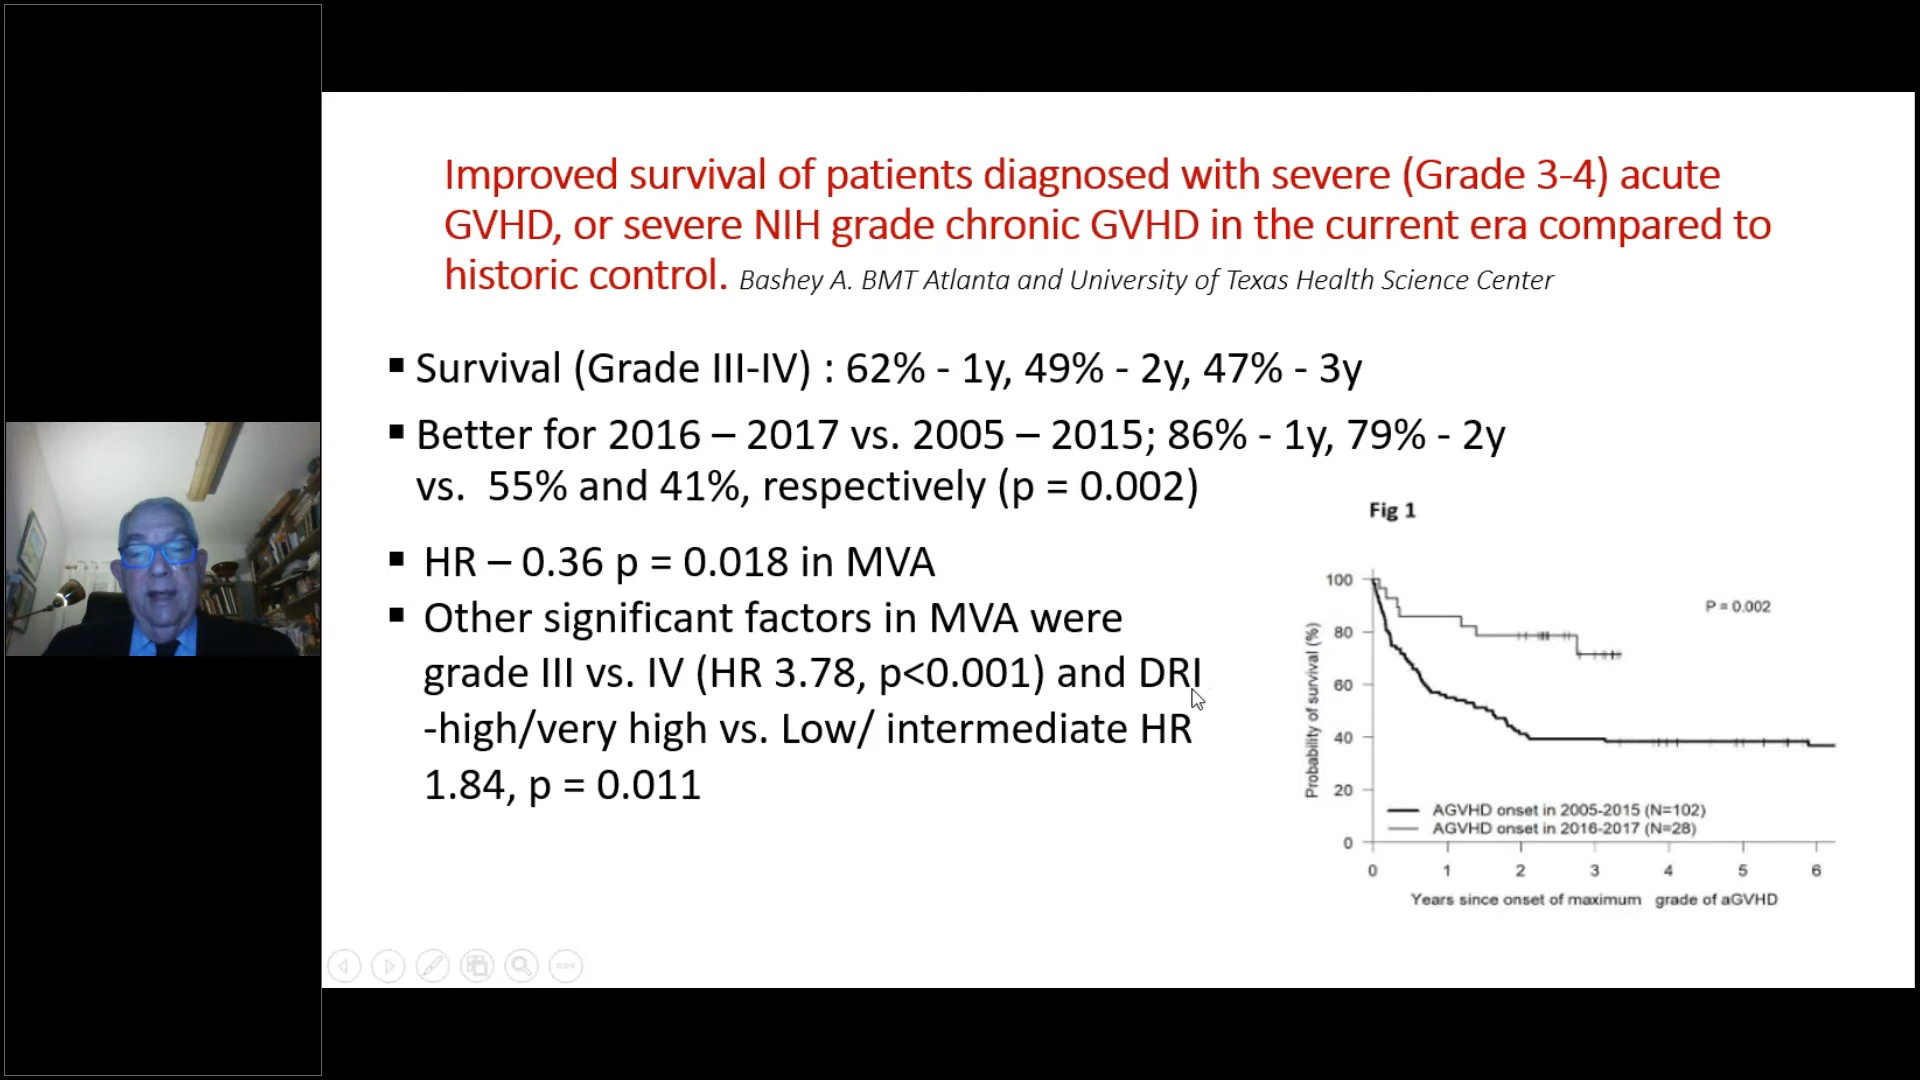 Improved survival of patients diagnosed with severe (Grade 3-4) acute
GVHD, or severe NIH grade chronic GVHD in the current era compared to
historic control. Bashey A. BMT Atlanta and University of Texas Health Science Center
▪ Survival (Grade III-IV) : 62% - 1y, 49% - 2y, 47% - 3y
▪ Better for 2016 – 2017 vs. 2005 – 2015; 86% - 1y, 79% - 2y
vs. 55% and 41%, respectively (p = 0.002)
▪ HR – 0.36 p = 0.018 in MVA
▪ Other significant factors in MVA were
grade III vs. IV (HR 3.78, p<0.001) and DRI
-high/very high vs. Low/ intermediate HR
1.84, p = 0.011
Fig 1
P = 0.002
Probability of survival (%)
100
80
60
40
20
0
AGVHD onset in 2005-2015 (N=102)
AGVHD onset in 2016-2017 (N=28)
0 1 2 3 4 5 6
Years since onset of maximum grade of aGVHD